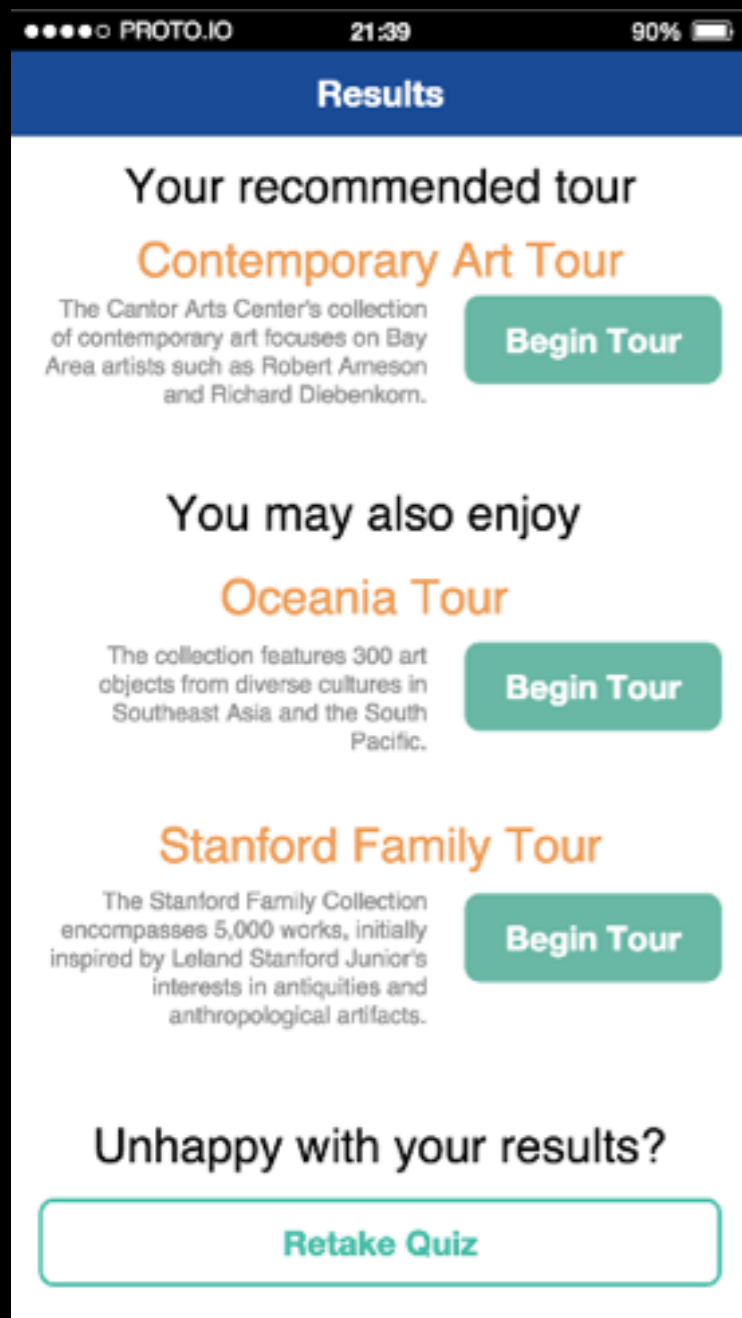 PROTO.IO 21:39 90%
Results
Your recommended tour
Contemporary Art Tour
The Cantor Arts Center's collection
of contemporary art focuses on Bay
Area artists such as Robert Arneson
and Richard Diebenkorn.
Begin Tour
You may also enjoy
Oceania Tour
The collection features 300 art
objects from diverse cultures in
Southeast Asia and the South
Pacific.
Begin Tour
Stanford Family Tour
The Stanford Family Collection
encompasses 5,000 works, initially
inspired by Leland Stanford Junior's
interests in antiquities and
anthropological artifacts.
Begin Tour
Unhappy with your results?
Retake Quiz